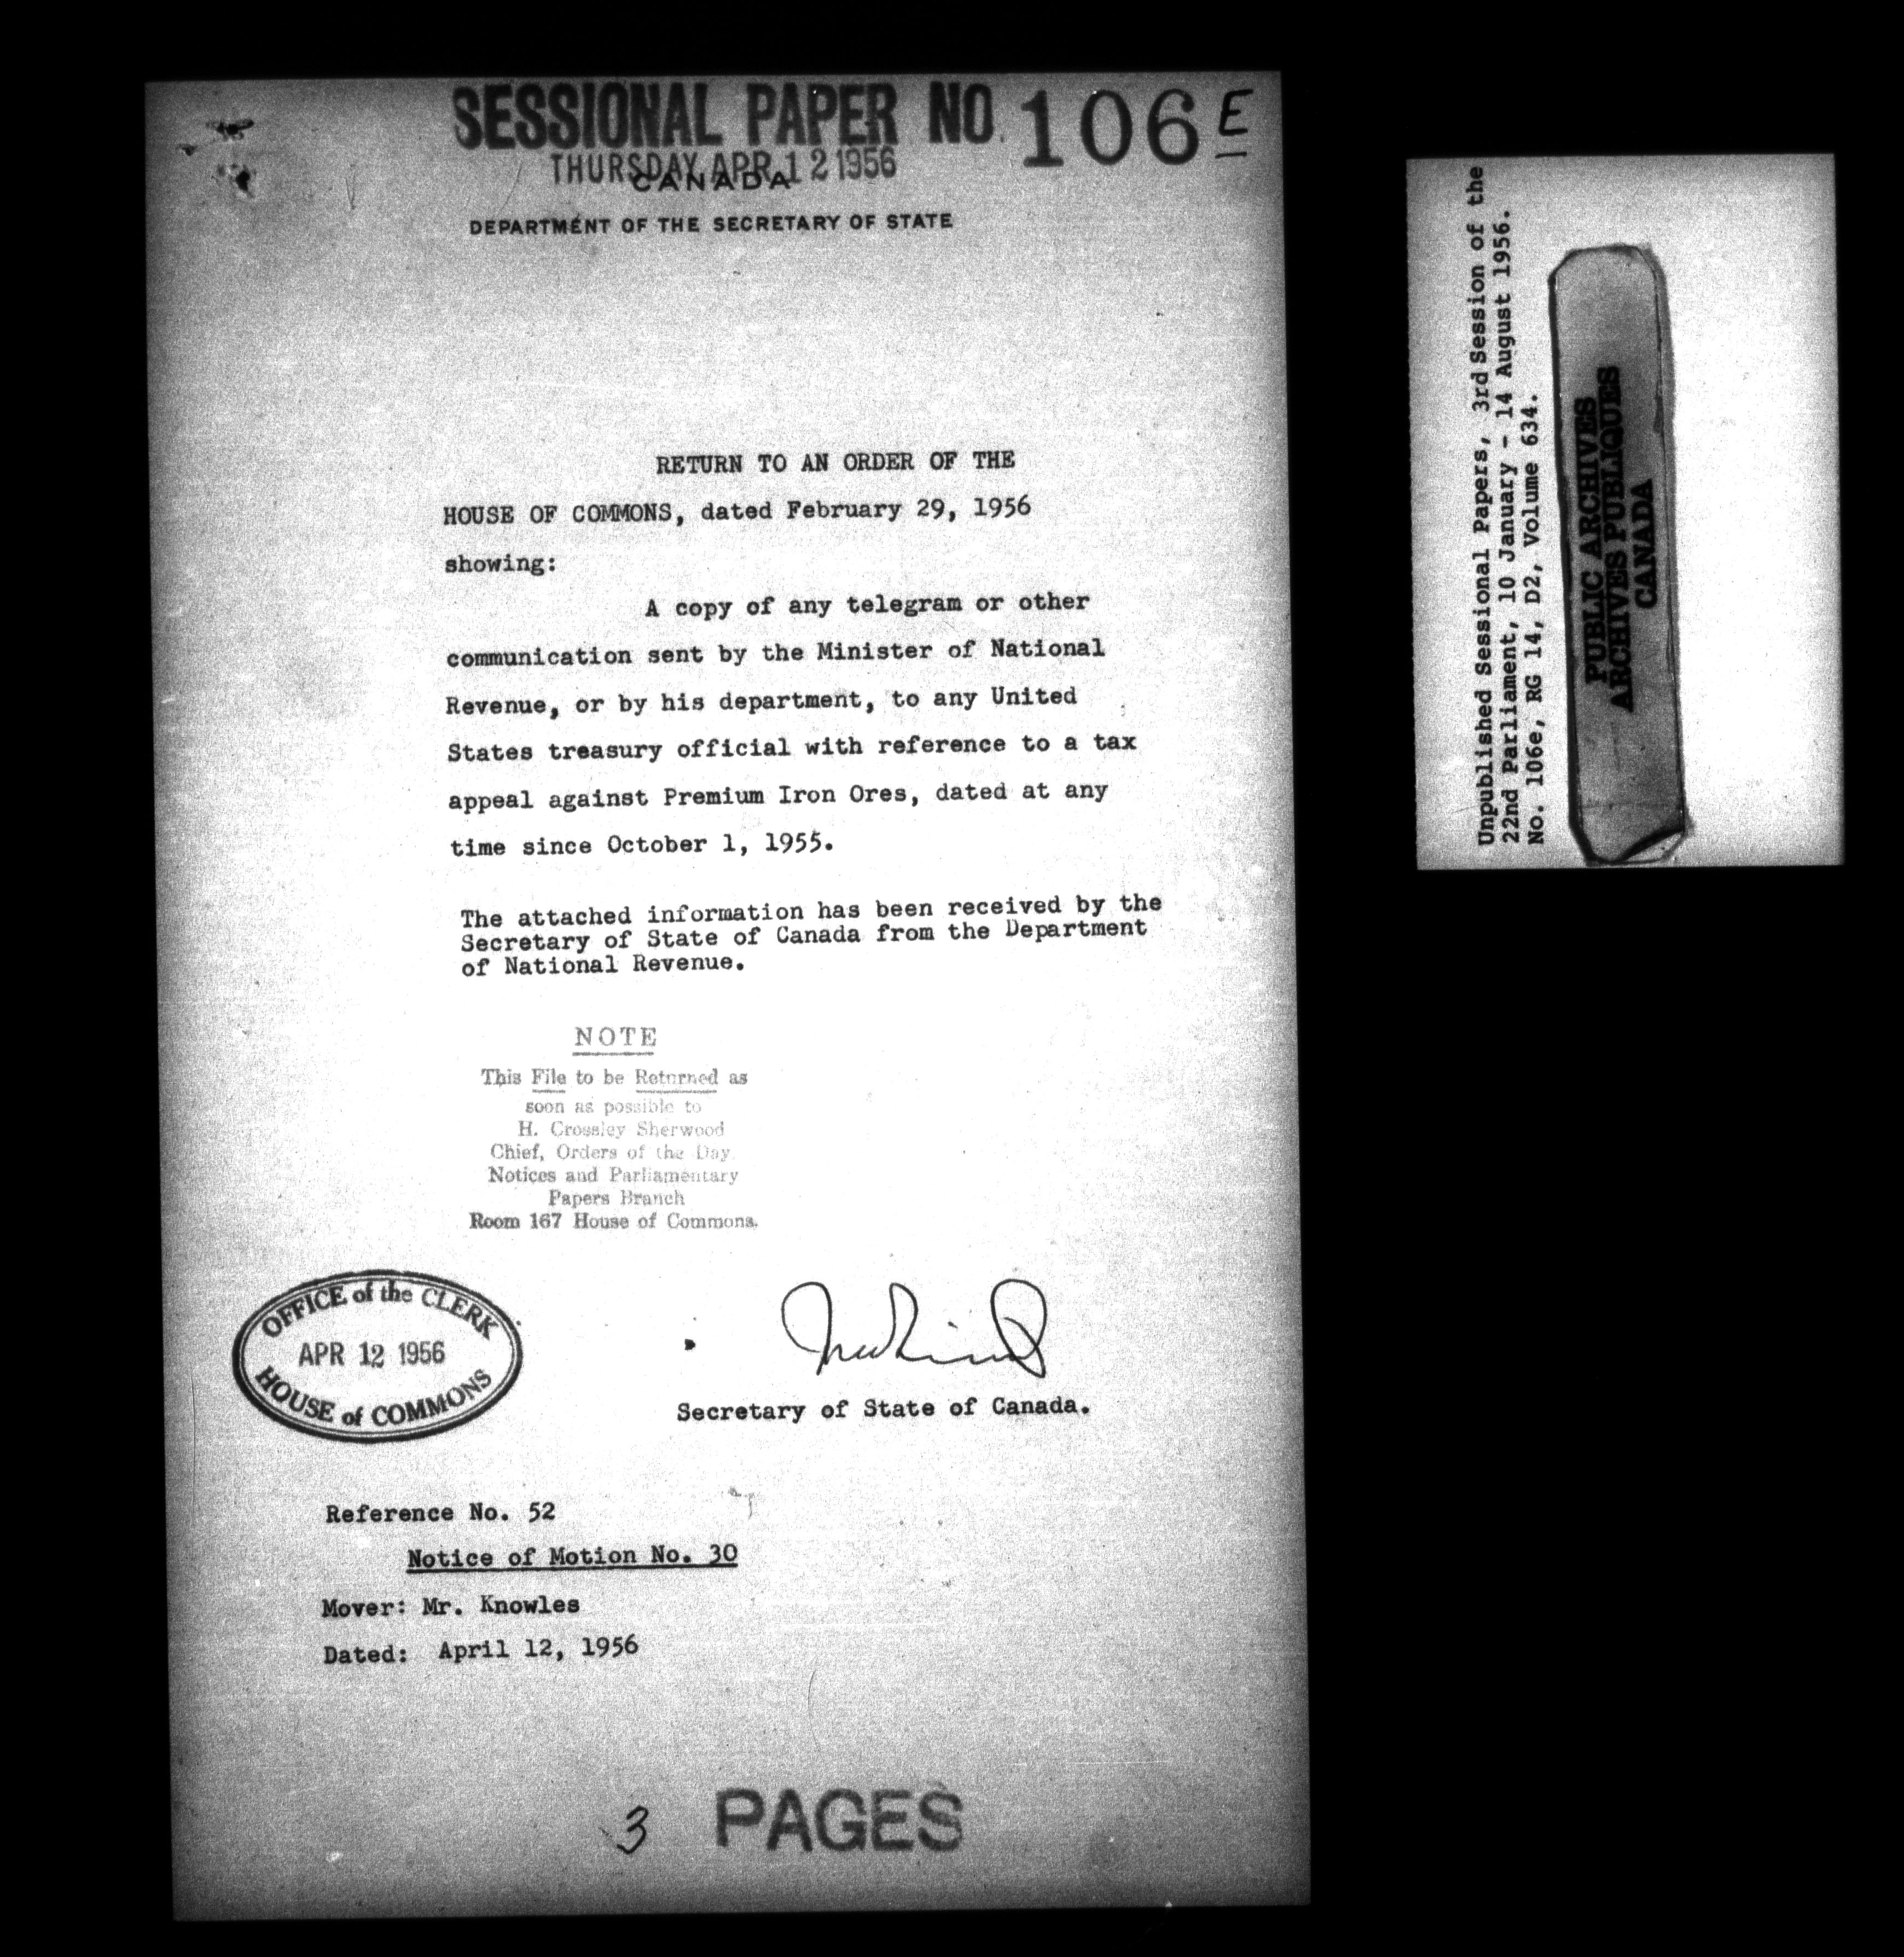 SESSIONAL PAPER NO. 106 E
THURSDAY APR 12 1956
CANADA
DEPARTMENT OF THE SECRETARY OF STATE
RETURN TO AN ORDER OF THE
HOUSE OF COMMONS, dated February 29, 1956
showing:
A copy of any telegram or other
communication sent by the Minister of National
Revenue, or by his department, to any United
States treasury official with reference to a tax
appeal against Premium Iron Ores, dated at any
time since October 1, 1955.
The attached information has been received by the
Secretary of State of Canada from the Department
of National Revenue.
NOTE
This File to be Returned as
soon as possible to
H. Crossley Sherwood
Chief, Orders of the Day
Notices and Parliamentary
Papers Branch
Room 167 House of Commons.
OFFICE of the CLERK
APR 12 1956
HOUSE of COMMONS
Secretary of State of Canada.
Reference No. 52
Notice of Motion No. 30
Mover: Mr. Knowles
Dated: April 12, 1956
3 PAGES
Unpublished Sessional Papers, 3rd Session of the
22nd Parliament, 10 January - 14 August 1956.
No. 106e, RG 14, D2, Volume 634.
PUBLIC ARCHIVES
ARCHIVES PUBLIQUES
CANADA